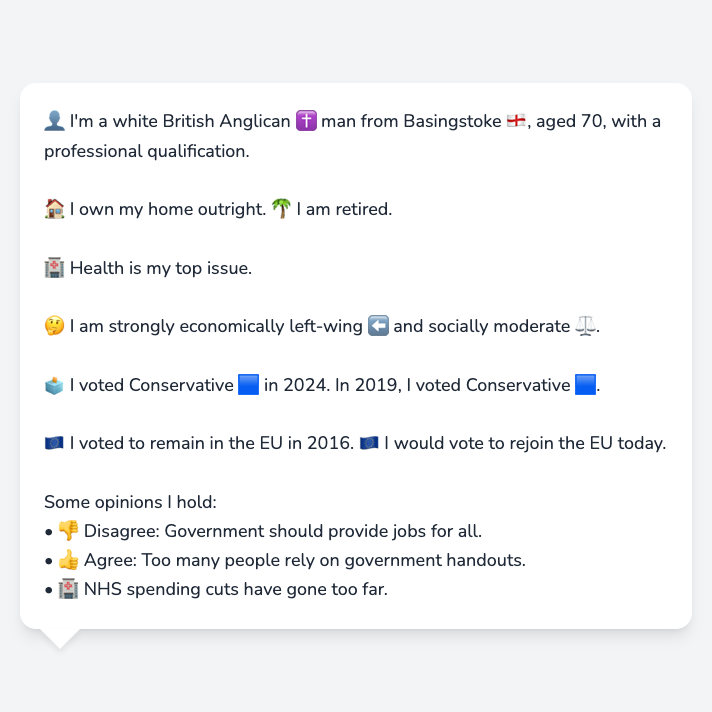 👤 I'm a white British Anglican ✝️ man from Basingstoke 🏴󠁧󠁢󠁥󠁮󠁧󠁿, aged 70, with a
professional qualification.
🏠 I own my home outright. 🌴 I am retired.
🏥 Health is my top issue.
🤔 I am strongly economically left-wing ⬅️ and socially moderate ⚖️.
🗳️ I voted Conservative 🟦 in 2024. In 2019, I voted Conservative 🟦.
🇪🇺 I voted to remain in the EU in 2016. 🇪🇺 I would vote to rejoin the EU today.
Some opinions I hold:
• 👎 Disagree: Government should provide jobs for all.
• 👍 Agree: Too many people rely on government handouts.
• 🏥 NHS spending cuts have gone too far.